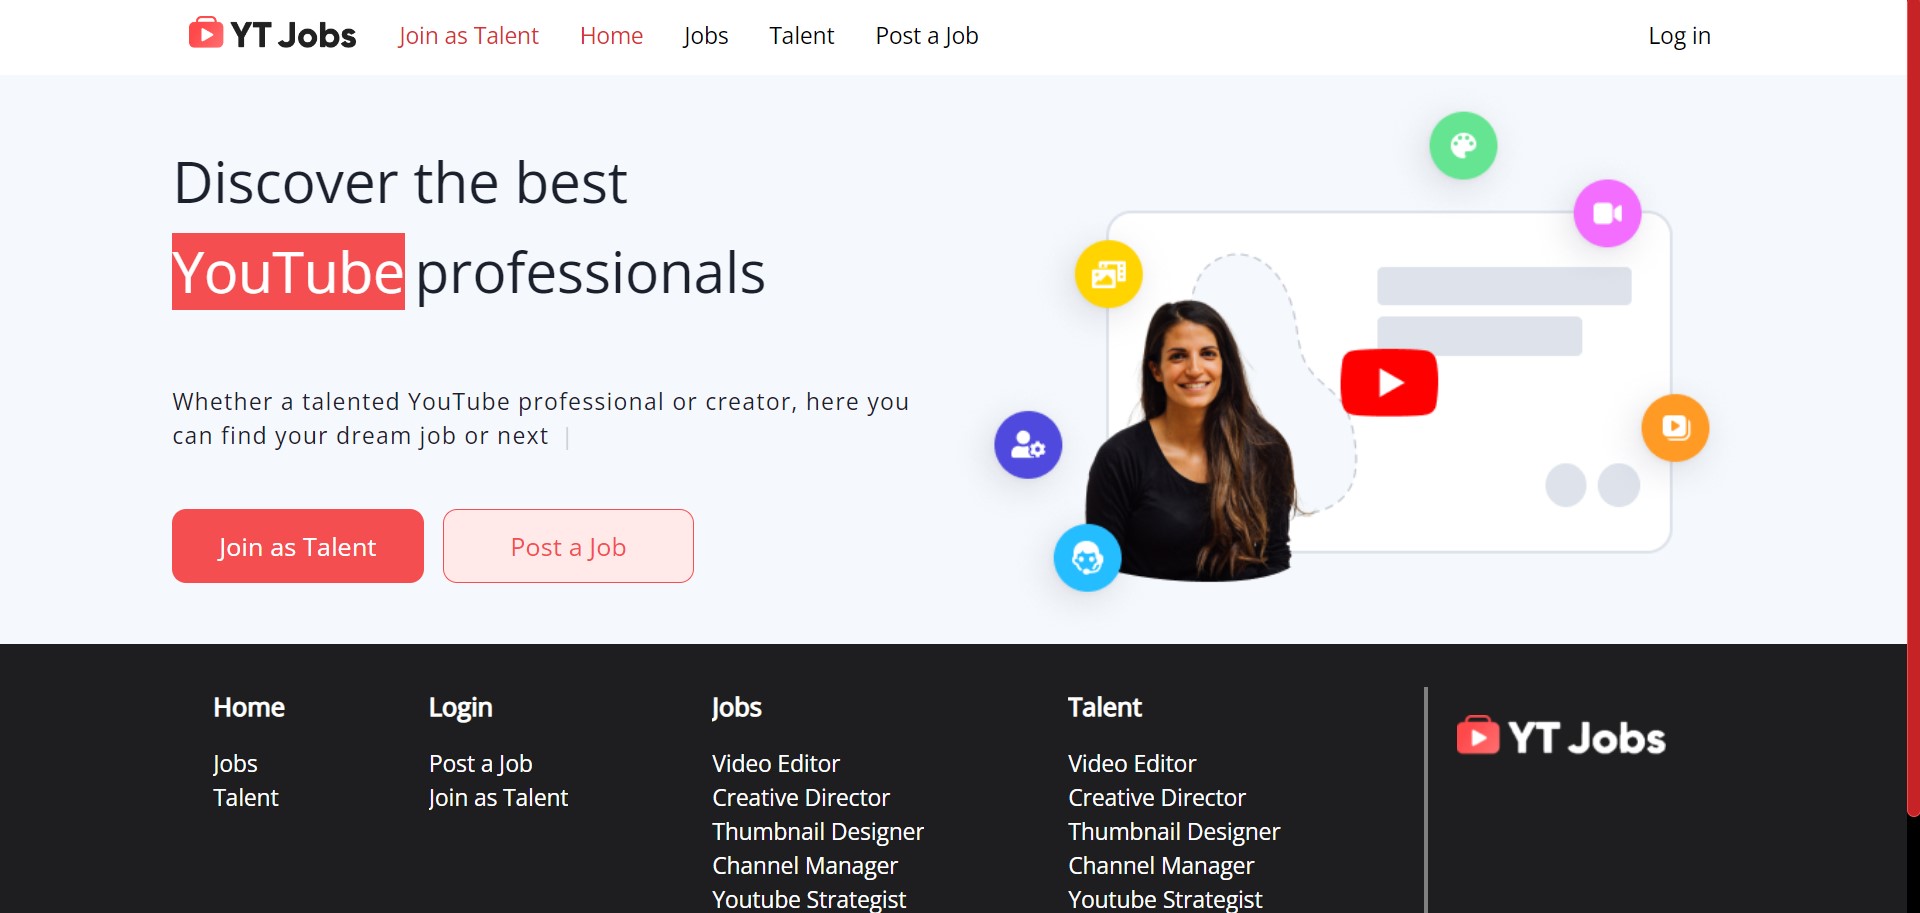 YT Jobs
Join as Talent
Home
Jobs
Talent
Post a Job
Log in
Discover the best
YouTube professionals
Whether a talented YouTube professional or creator, here you
can find your dream job or next
Join as Talent
Post a Job
Home
Jobs
Talent
Login
Post a Job
Join as Talent
Jobs
Video Editor
Creative Director
Thumbnail Designer
Channel Manager
Youtube Strategist
Talent
Video Editor
Creative Director
Thumbnail Designer
Channel Manager
Youtube Strategist
YT Jobs